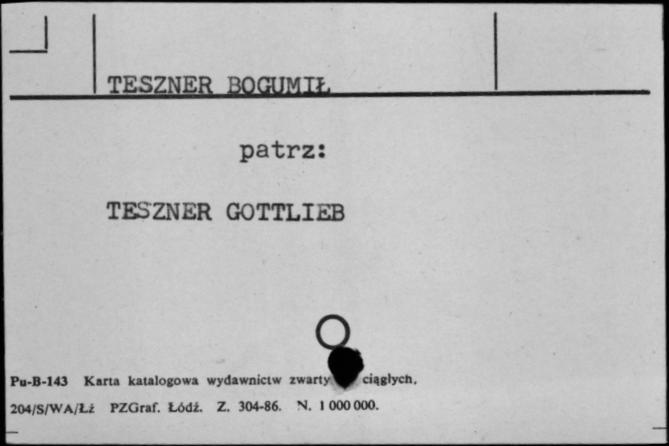 TESZNER BOGUMIŁ
patrz:
TESZNER GOTTLIEB
Pu-B-143 Karta katalogowa wydawnictw zwarty ciągłych.
204/S/WA/Łż PZGraf. Łódź. Z. 304-86. N. 1 000 000.